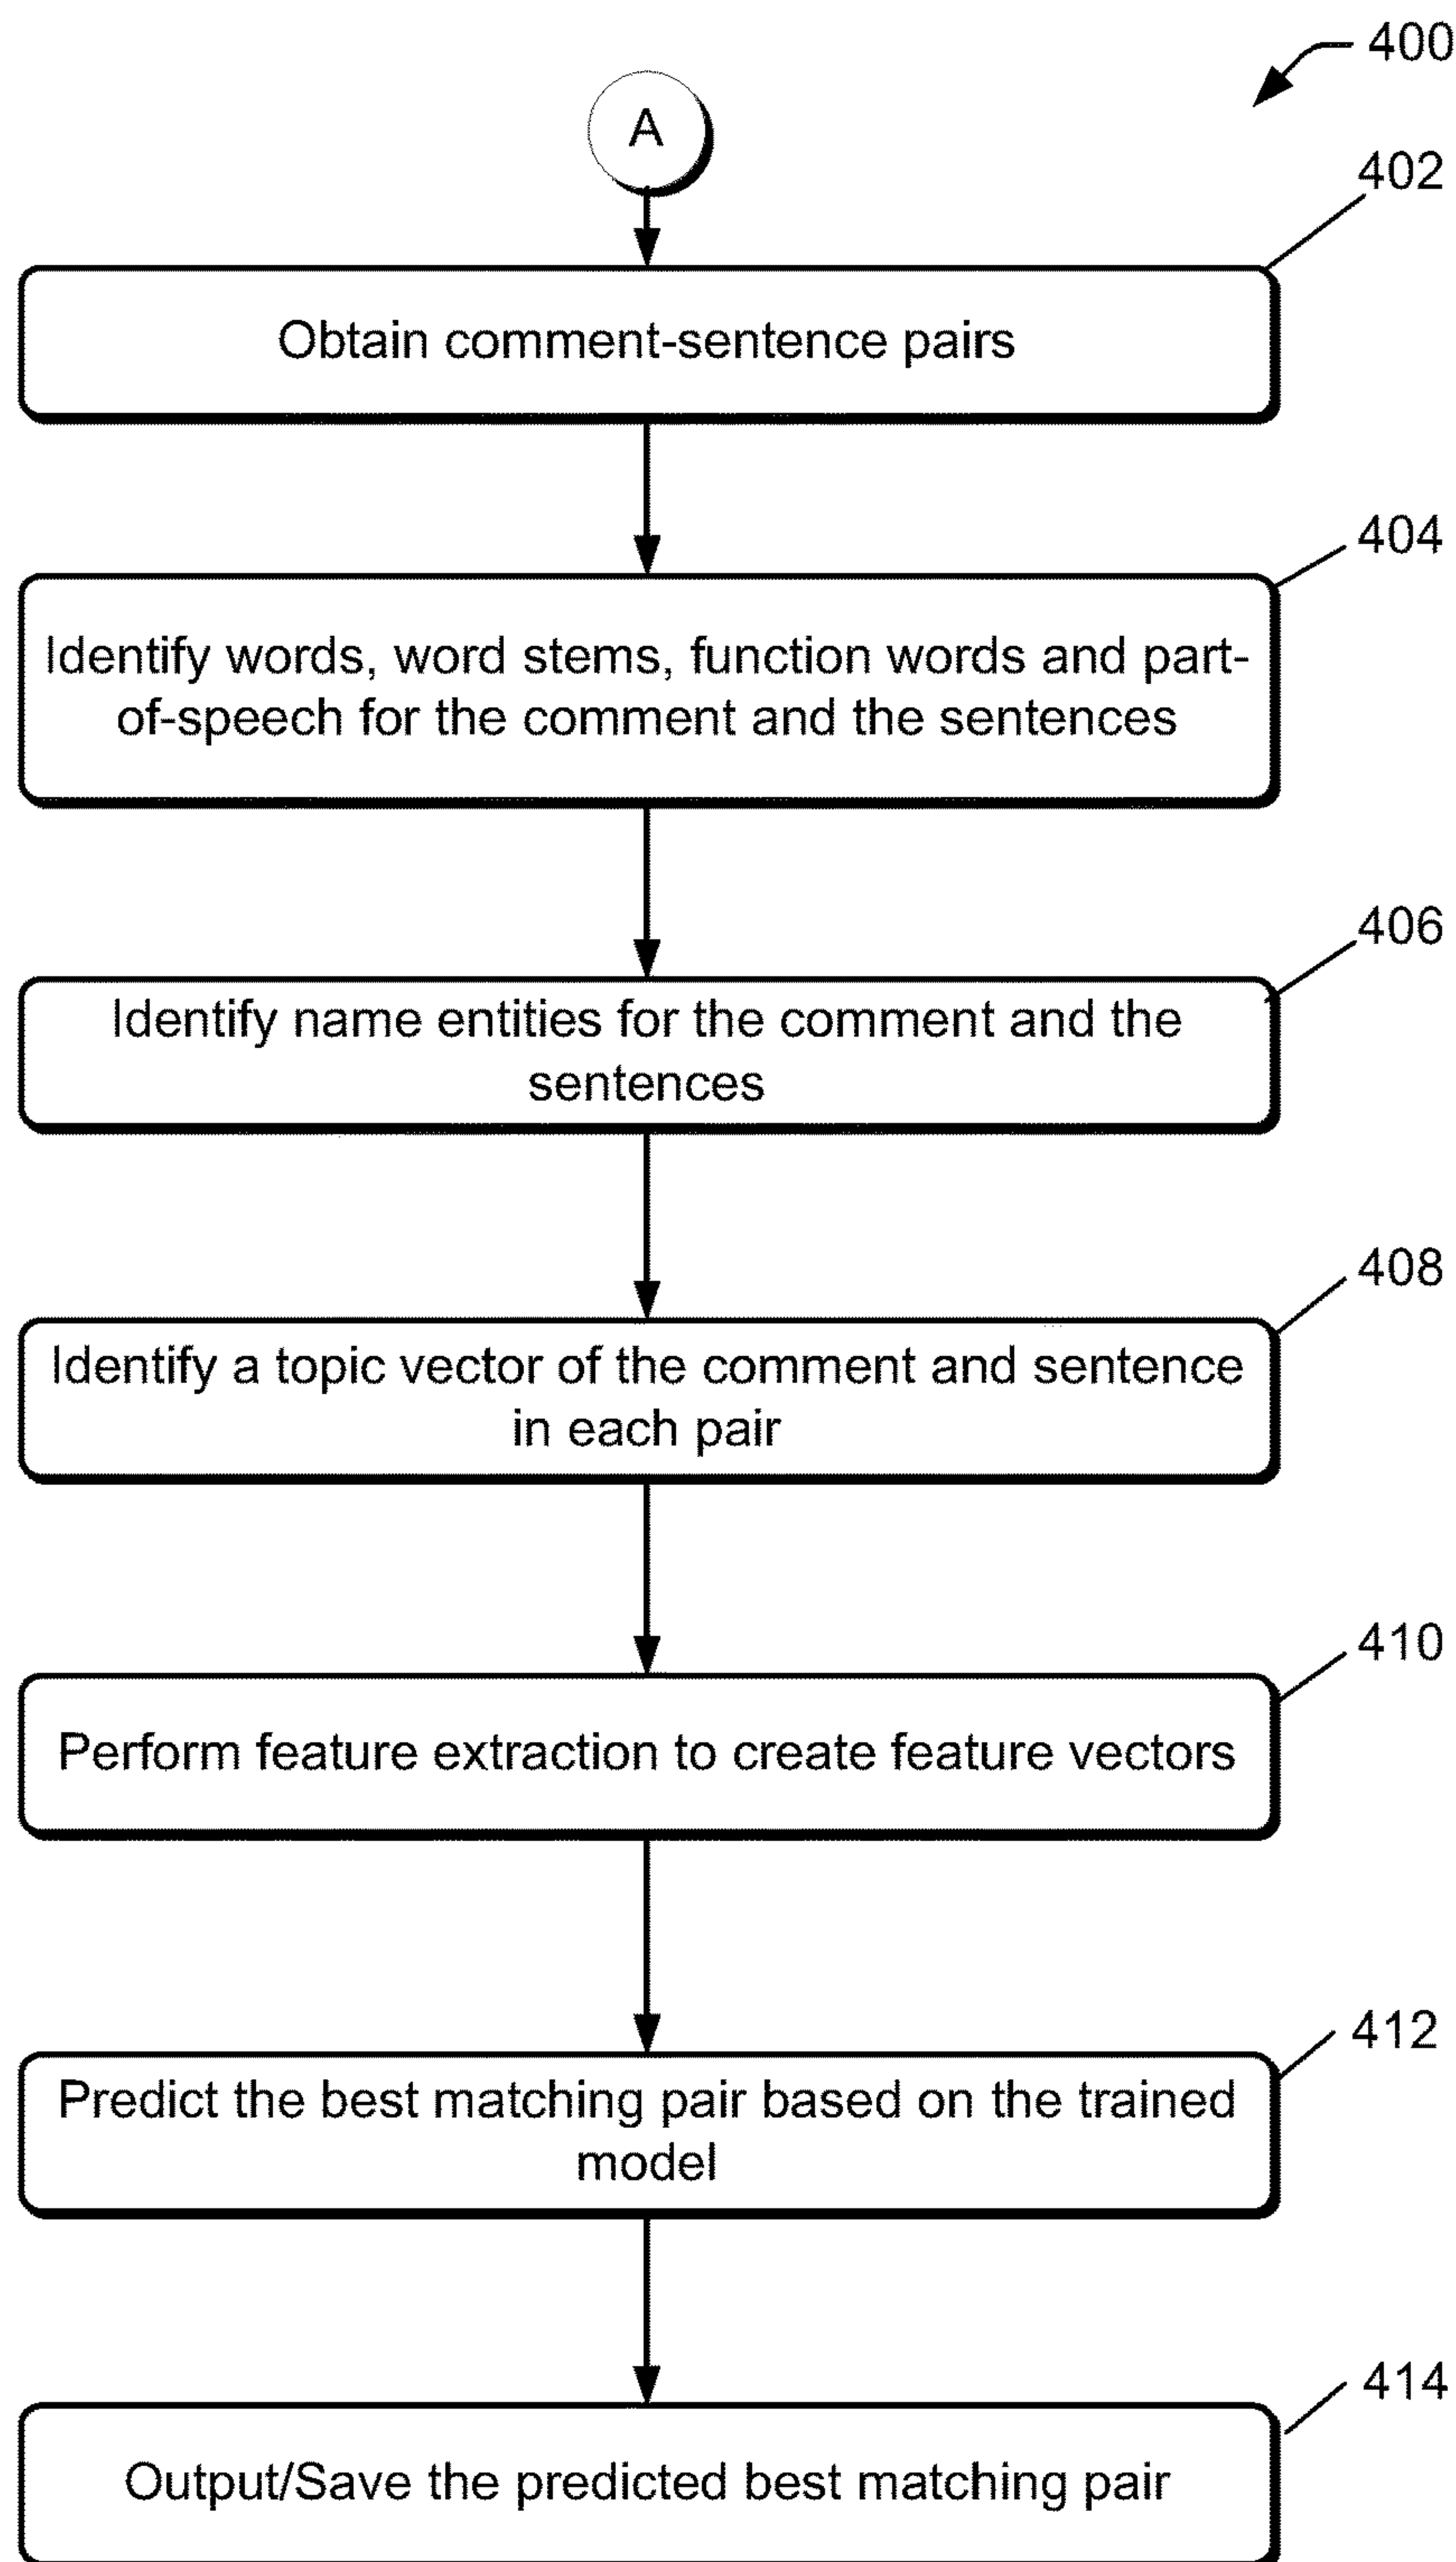 400
A
402
Obtain comment-sentence pairs
404
Identify words, word stems, function words and part-
of-speech for the comment and the sentences
406
Identify name entities for the comment and the
sentences
408
Identify a topic vector of the comment and sentence
in each pair
410
Perform feature extraction to create feature vectors
412
Predict the best matching pair based on the trained
model
414
Output/Save the predicted best matching pair